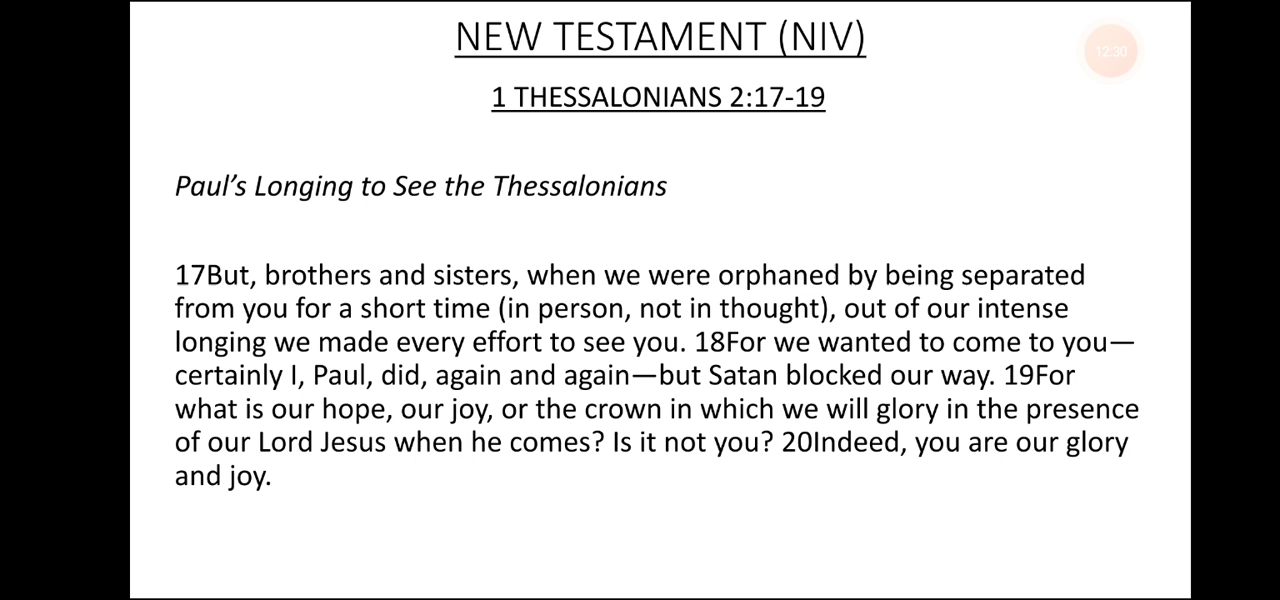 NEW TESTAMENT (NIV)
12:30
1 THESSALONIANS 2:17-19
Paul’s Longing to See the Thessalonians
17But, brothers and sisters, when we were orphaned by being separated
from you for a short time (in person, not in thought), out of our intense
longing we made every effort to see you. 18For we wanted to come to you—
certainly I, Paul, did, again and again—but Satan blocked our way. 19For
what is our hope, our joy, or the crown in which we will glory in the presence
of our Lord Jesus when he comes? Is it not you? 20Indeed, you are our glory
and joy.